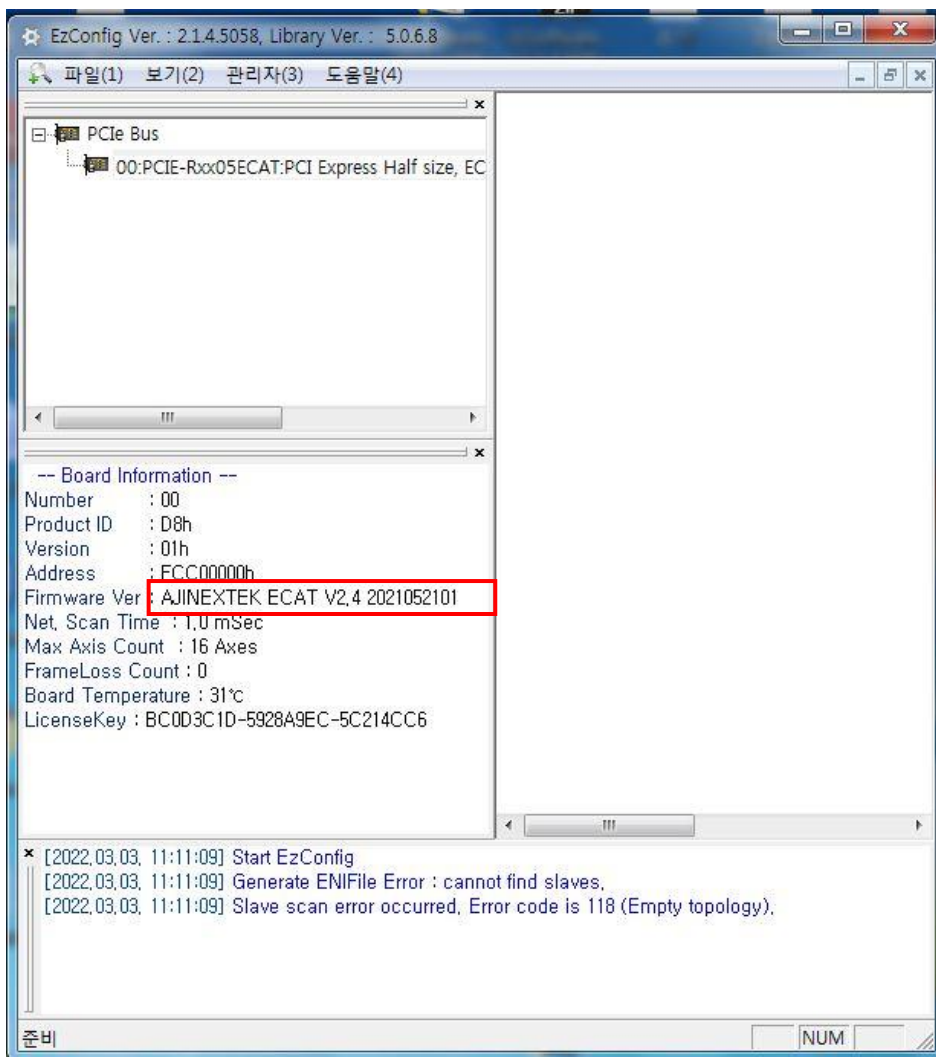 EzConfig Ver. : 2.1.4.5058, Library Ver. : 5.0.6.8
파일(1) 보기(2) 관리자(3) 도움말(4)
PCIe Bus
00:PCIE-Rxx05ECAT:PCI Express Half size, EC
-- Board Information --
Number : 00
Product ID : D8h
Version : 01h
Address : FCC00000h
Firmware Ver : AJINEXTEK ECAT V2,4 2021052101
Net, Scan Time : 1,0 mSec
Max Axis Count : 16 Axes
FrameLoss Count : 0
Board Temperature : 31℃
LicenseKey : BC0D3C1D-5928A9EC-5C214CC6
[2022,03,03, 11:11:09] Start EzConfig
[2022,03,03, 11:11:09] Generate ENIFile Error : cannot find slaves,
[2022,03,03, 11:11:09] Slave scan error occurred, Error code is 118 (Empty topology),
준비 NUM